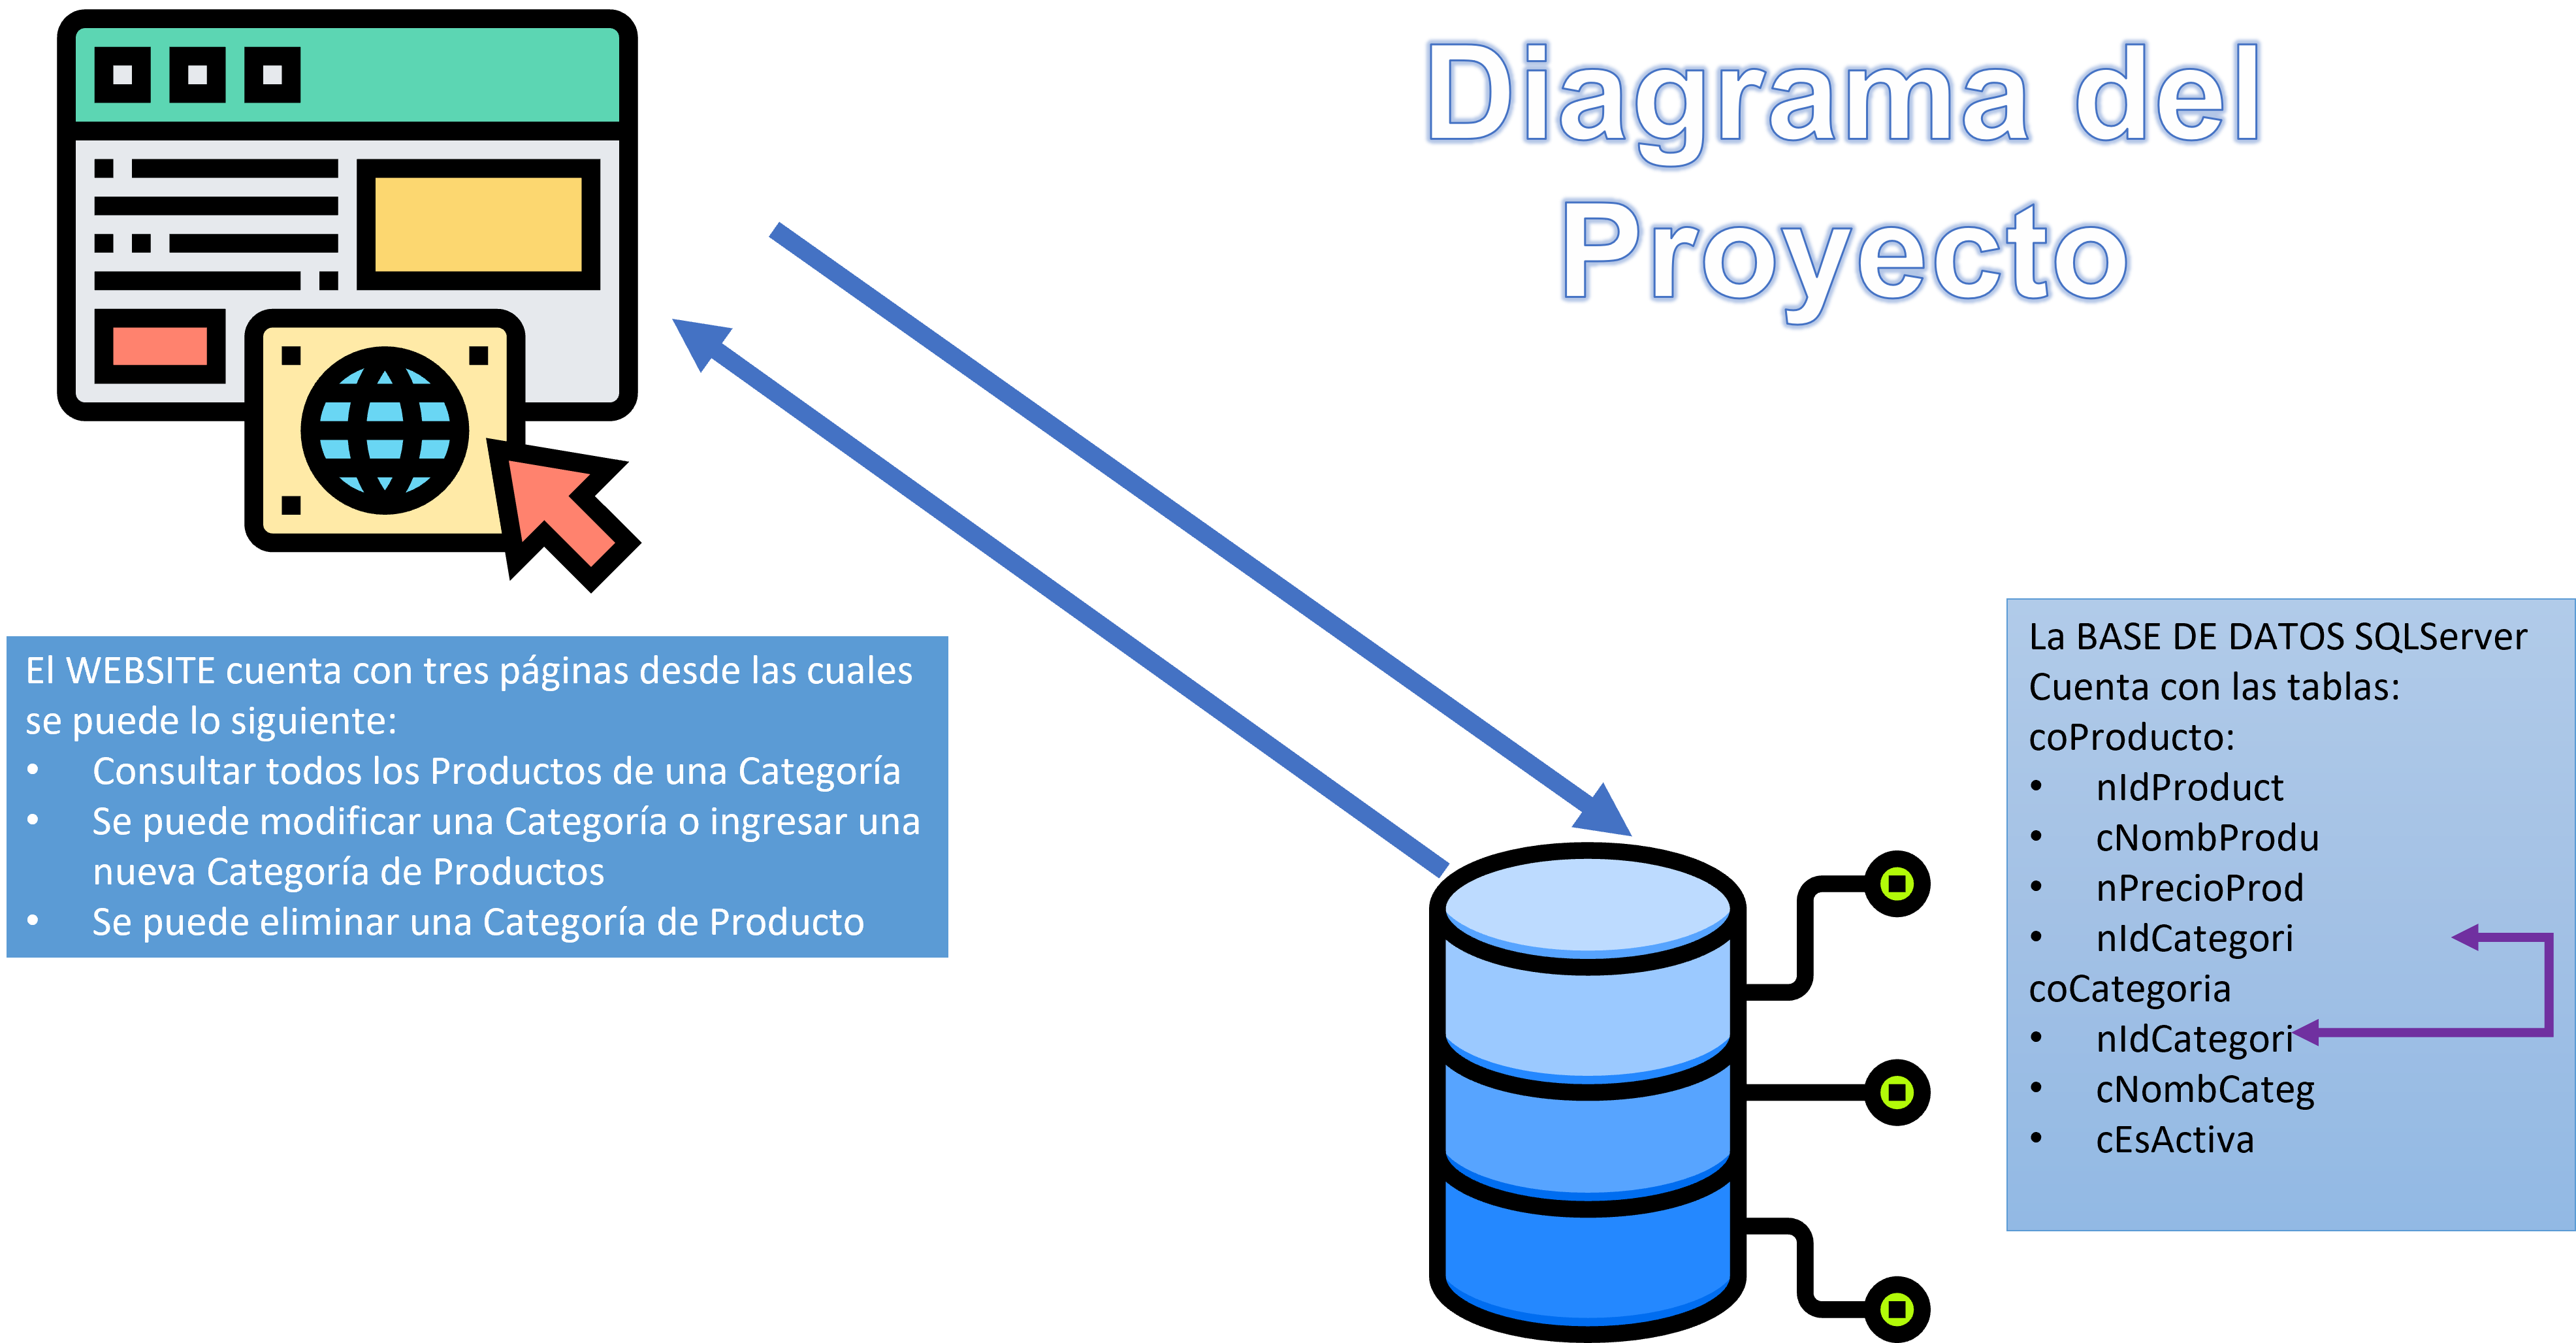 Diagrama del
Proyecto
El WEBSITE cuenta con tres páginas desde las cuales
se puede lo siguiente:
• Consultar todos los Productos de una Categoría
• Se puede modificar una Categoría o ingresar una
nueva Categoría de Productos
• Se puede eliminar una Categoría de Producto
La BASE DE DATOS SQLServer
Cuenta con las tablas:
coProducto:
• nIdProduct
• cNombProdu
• nPrecioProd
• nIdCategori
coCategoria
• nIdCategori
• cNombCateg
• cEsActiva